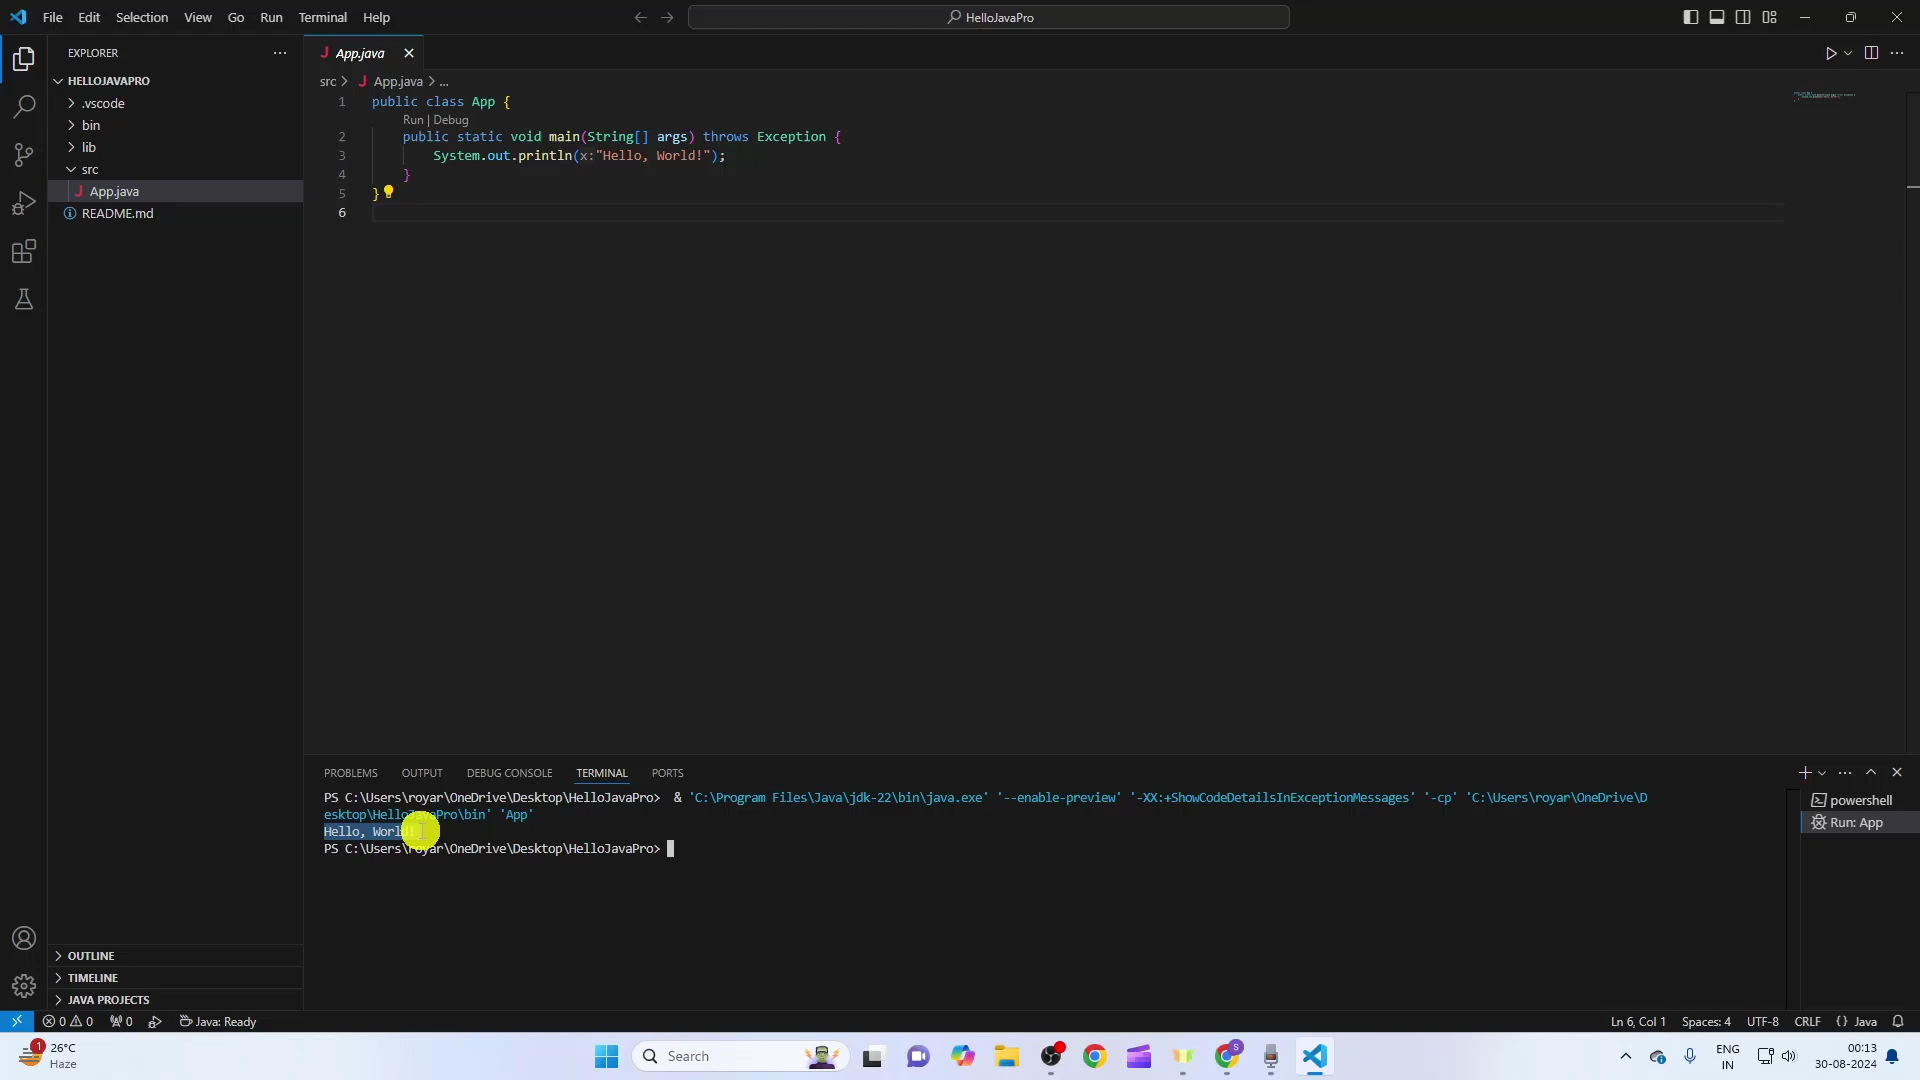 File Edit Selection View Go Run Terminal Help
HelloJavaPro
EXPLORER
HELLOJAVAPRO
.vscode
bin
lib
src
J App.java
README.md
OUTLINE
TIMELINE
JAVA PROJECTS
J App.java
src > J App.java > ...
1 public class App {
Run | Debug
2 public static void main(String[] args) throws Exception {
3 System.out.println(x:"Hello, World!");
4 }
5 }
6
PROBLEMS OUTPUT DEBUG CONSOLE TERMINAL PORTS
PS C:\Users\royar\OneDrive\Desktop\HelloJavaPro> & 'C:\Program Files\Java\jdk-22\bin\java.exe' '--enable-preview' '-XX:+ShowCodeDetailsInExceptionMessages' '-cp' 'C:\Users\royar\OneDrive\D
esktop\HelloJavaPro\bin' 'App'
Hello, World!
PS C:\Users\royar\OneDrive\Desktop\HelloJavaPro>
powershell
Run: App
0 0 0 Java: Ready
Ln 6, Col 1 Spaces: 4 UTF-8 CRLF {} Java
1
26°C
Haze
Search
S
ENG
IN
00:13
30-08-2024